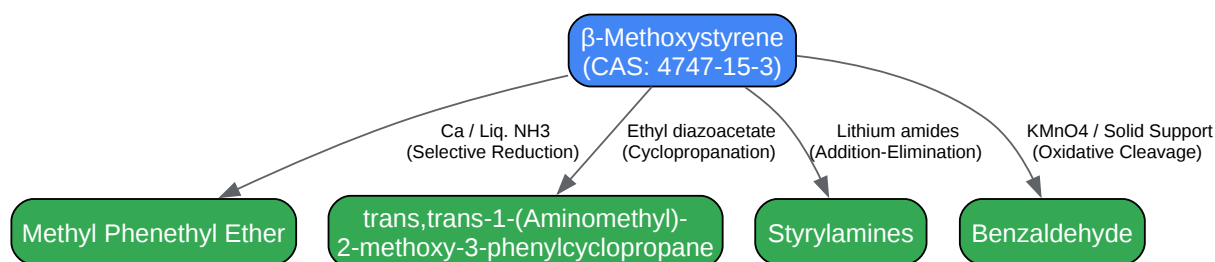 β-Methoxystyrene
(CAS: 4747-15-3)
Ca / Liq. NH3
(Selective Reduction)
Ethyl diazoacetate
(Cyclopropanation)
Lithium amides
(Addition-Elimination)
KMnO4 / Solid Support
(Oxidative Cleavage)
Methyl Phenethyl Ether
trans,trans-1-(Aminomethyl)-
2-methoxy-3-phenylcyclopropane
Styrylamines
Benzaldehyde